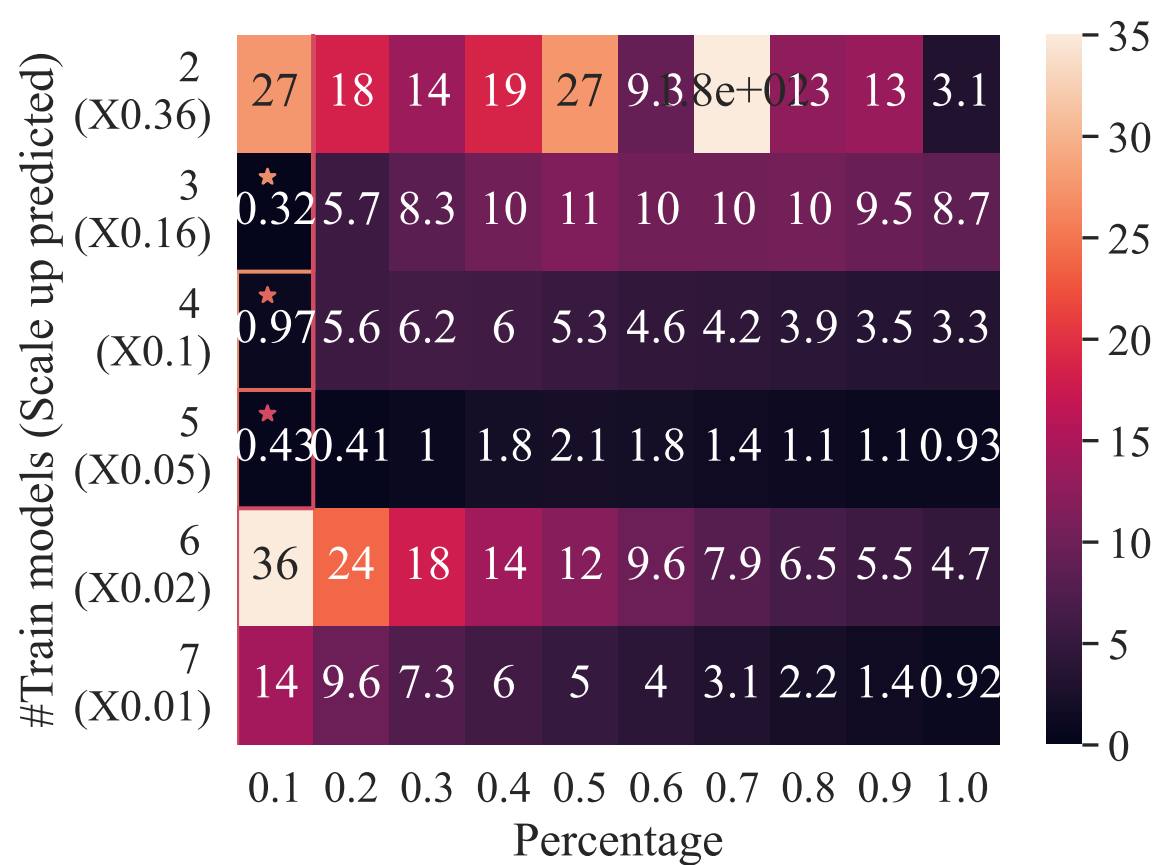 #Train models (Scale up predicted)
2
(X0.36)
27 18 14 19 27 9.3 1.8e+02 13 13 3.1
3
(X0.16)
0.32 5.7 8.3 10 11 10 10 10 9.5 8.7
4
(X0.1)
0.97 5.6 6.2 6 5.3 4.6 4.2 3.9 3.5 3.3
5
(X0.05)
0.43 0.41 1 1.8 2.1 1.8 1.4 1.1 1.1 0.93
6
(X0.02)
36 24 18 14 12 9.6 7.9 6.5 5.5 4.7
7
(X0.01)
14 9.6 7.3 6 5 4 3.1 2.2 1.4 0.92
0.1 0.2 0.3 0.4 0.5 0.6 0.7 0.8 0.9 1.0
Percentage
35
30
25
20
15
10
5
0